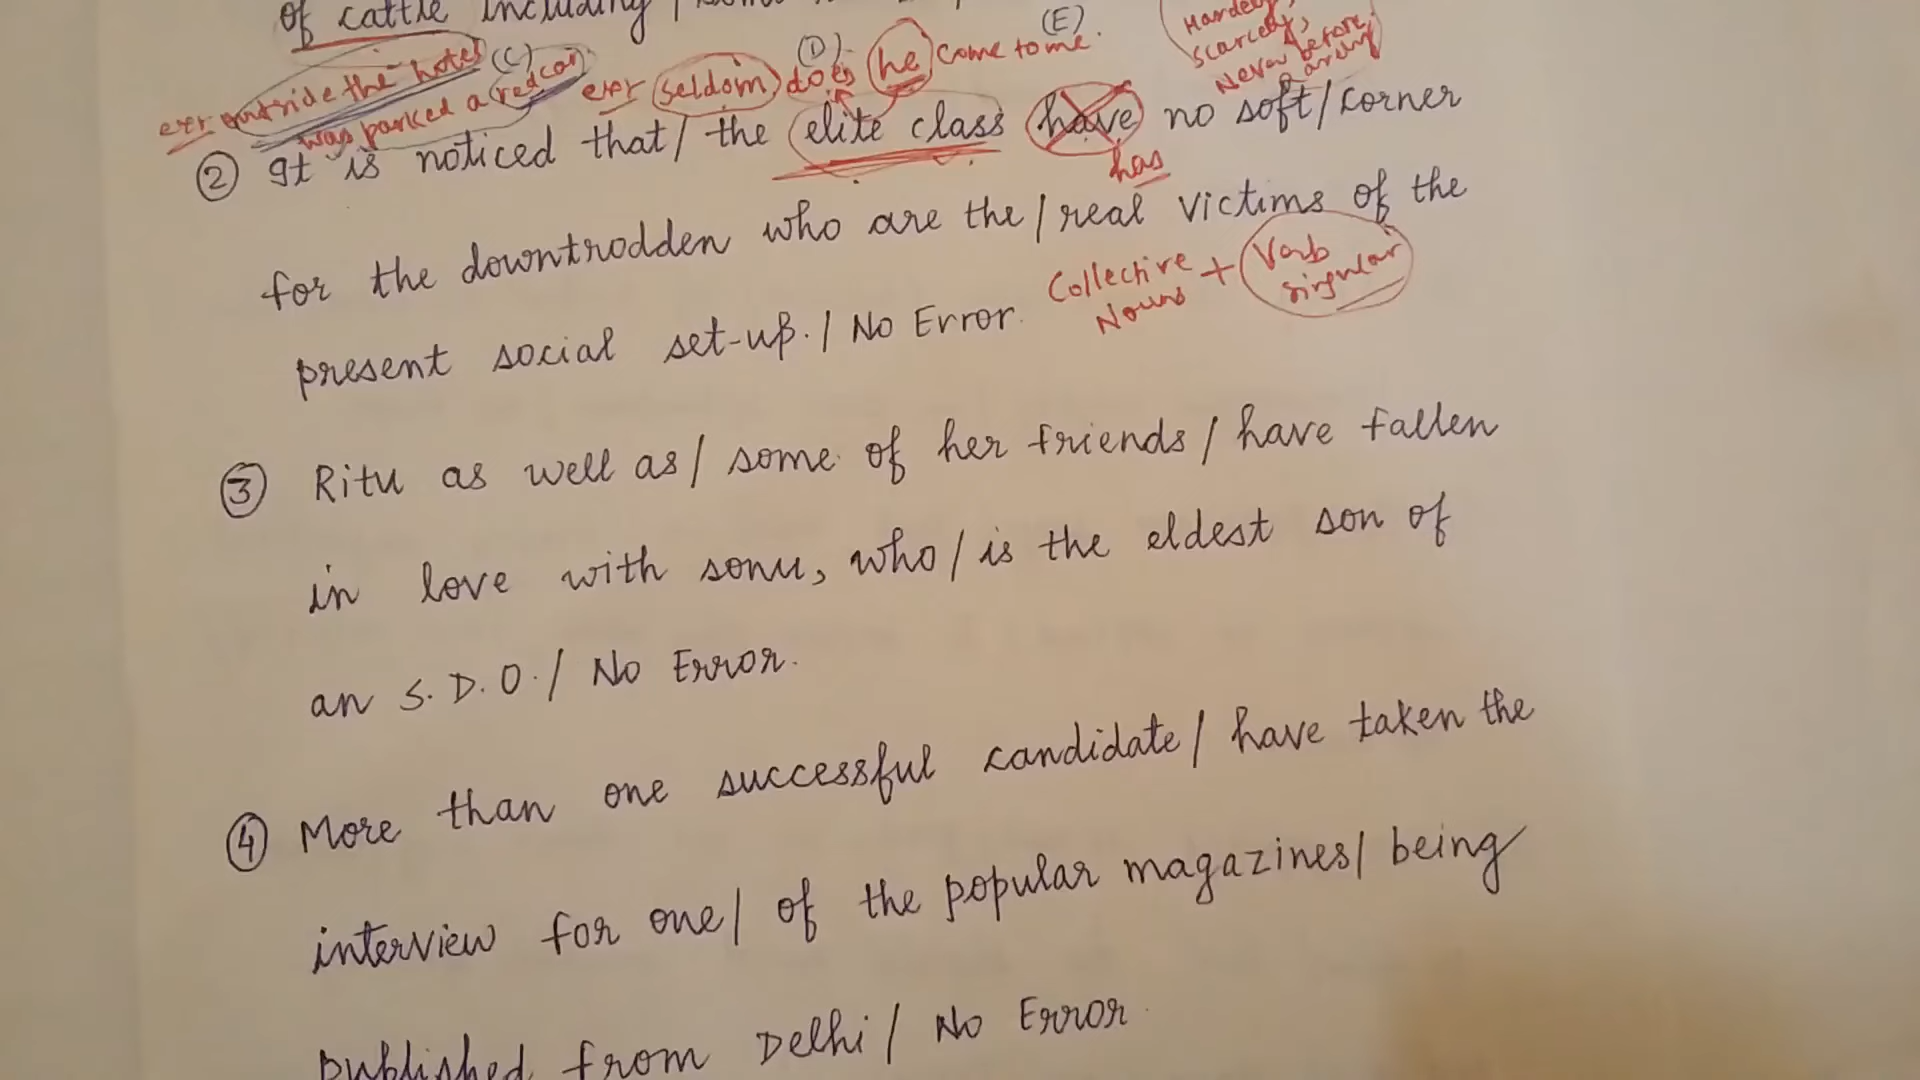 of cattle including /
(C) (D) (E)
Hardly,
scarcely,
Never before,
eg outside the hotel
was parked a red car
eg seldom does he come to me.
② It is noticed that / the elite class have no soft / corner
has
for the downtrodden who are the / real victims of the
Collective Nouns + Verb singular
present social set-up. / No Error.
③ Ritu as well as / some of her friends / have fallen
in love with sonu, who / is the eldest son of
an S.D.O. / No Error.
④ More than one successful candidate / have taken the
interview for one / of the popular magazines / being
published from Delhi / No Error.